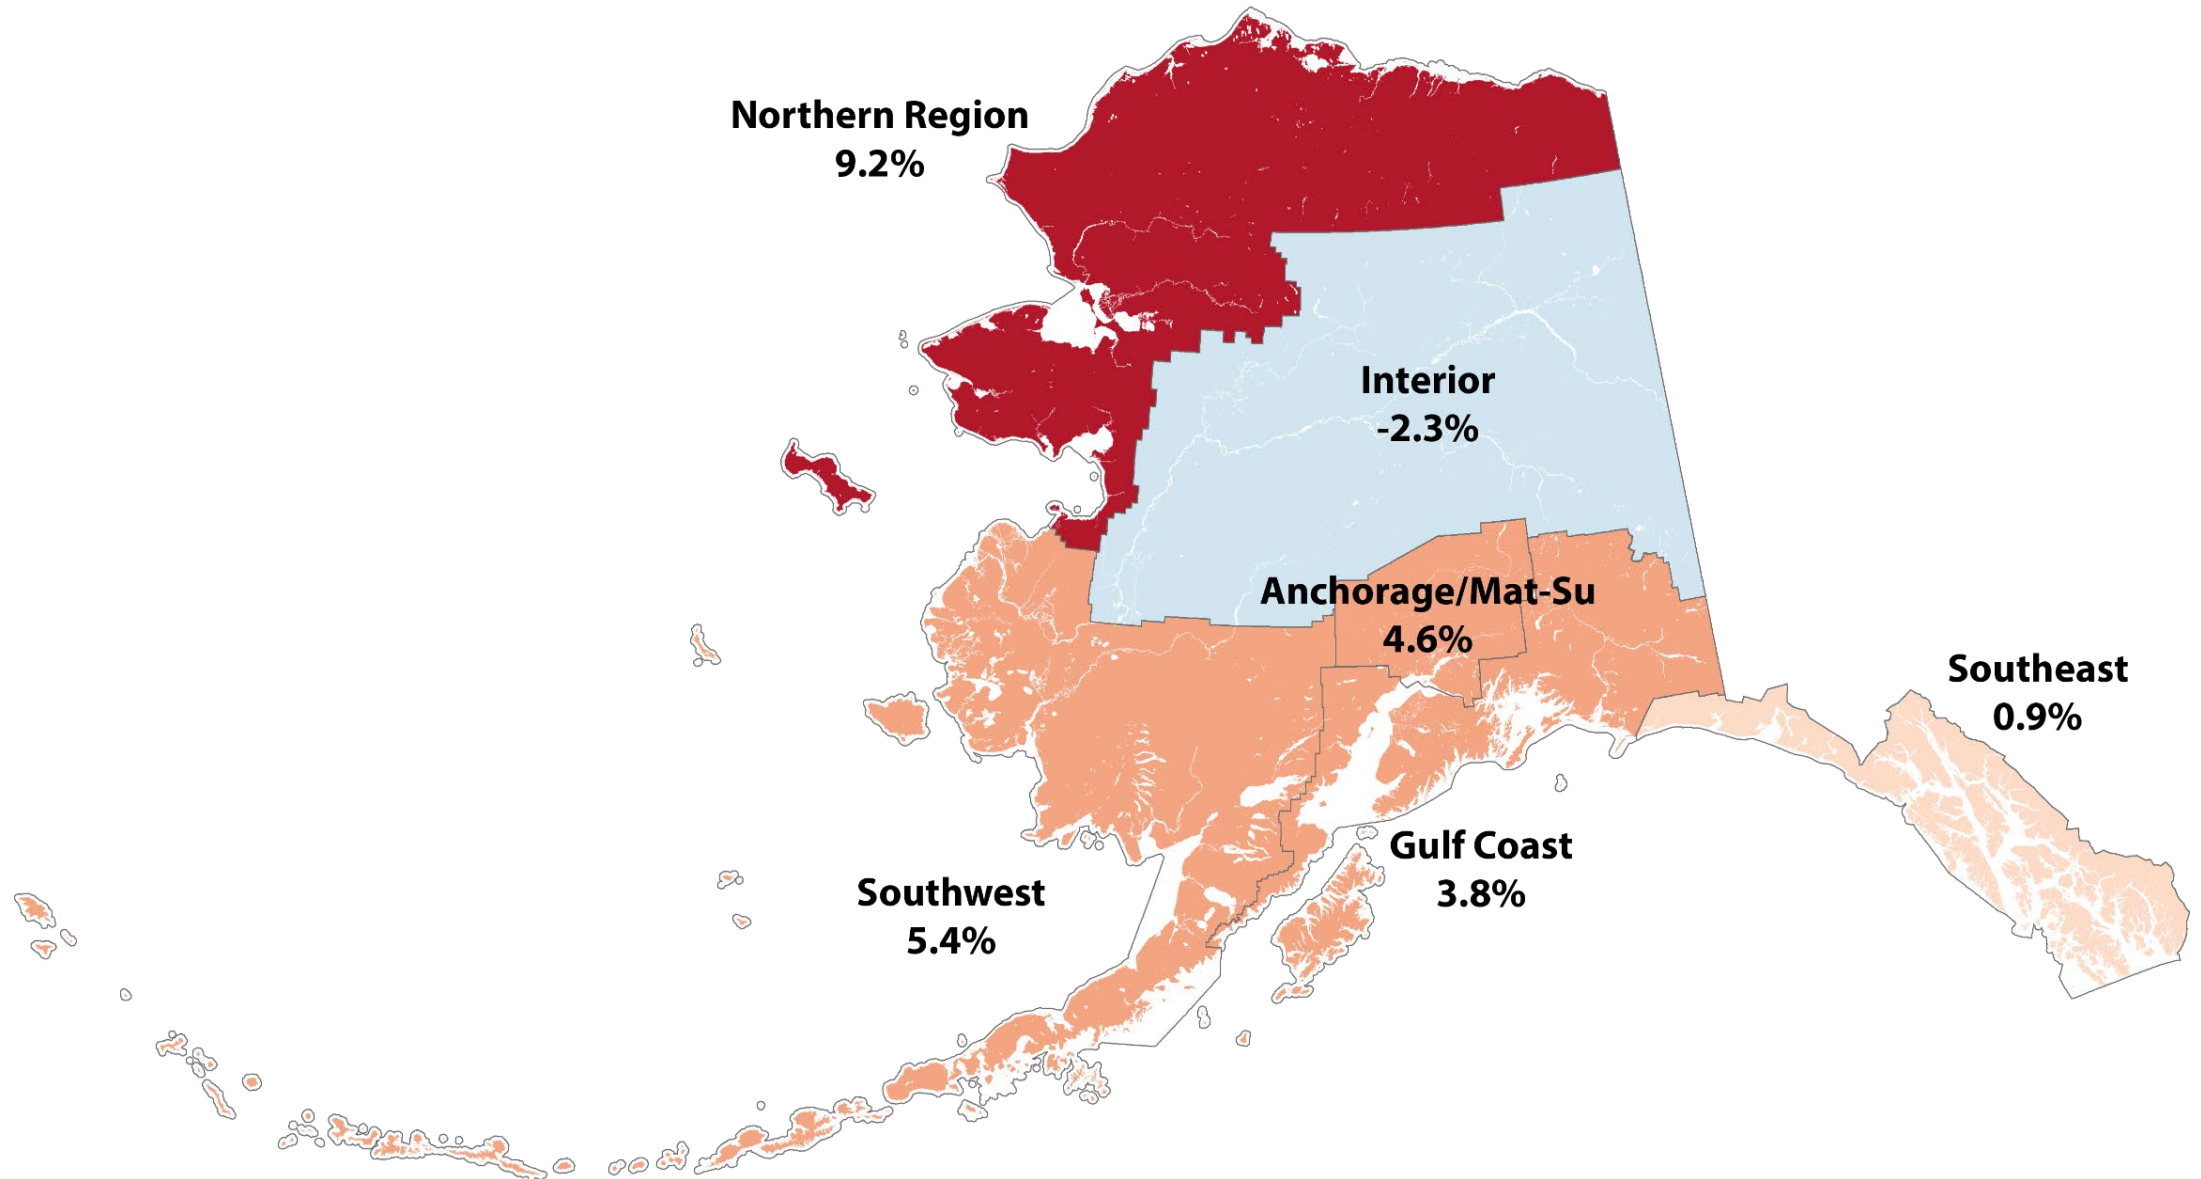 Northern Region
9.2%
Interior
-2.3%
Anchorage/Mat-Su
4.6%
Southeast
0.9%
Gulf Coast
3.8%
Southwest
5.4%